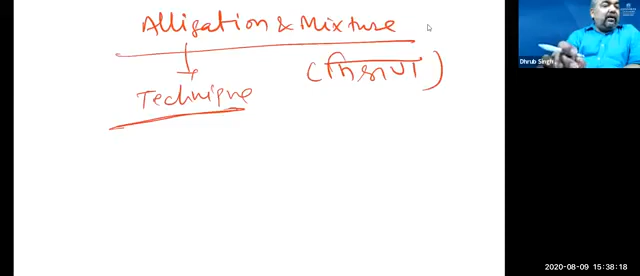 Alligation & Mixture
(मिश्रण)
Technique
Dhrub Singh
2020-08-09 15:38:18